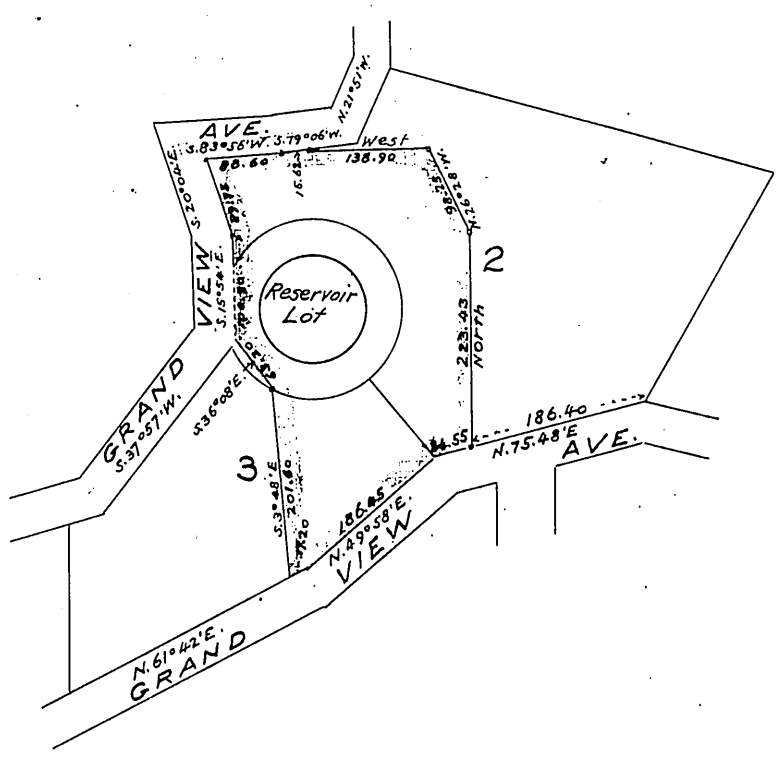 N.21°51'W.
AVE.
S.83°56'W.
S.79°06'W.
West
88.60
15.62
138.90
S.20°04'E.
98.25
N.26°28'W.
2
VIEW
S.15°54'E.
Reservoir
Lot
223.43
NORTH
GRAND
S.37°57'W.
S.36°08'E.
186.40
N.75.48'E
AVE.
3
S.3°48'E
201.60
186.45
N.49°58'E.
VIEW
N.61°42'E.
GRAND